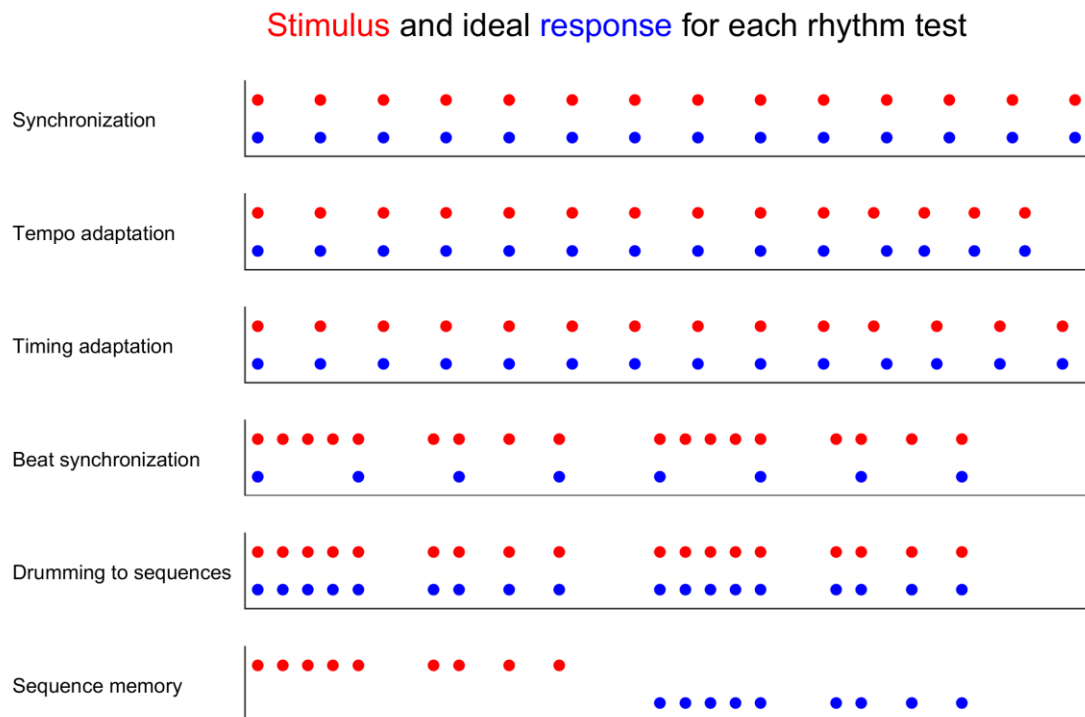 Stimulus and ideal response for each rhythm test
Synchronization
Tempo adaptation
Timing adaptation
Beat synchronization
Drumming to sequences
Sequence memory